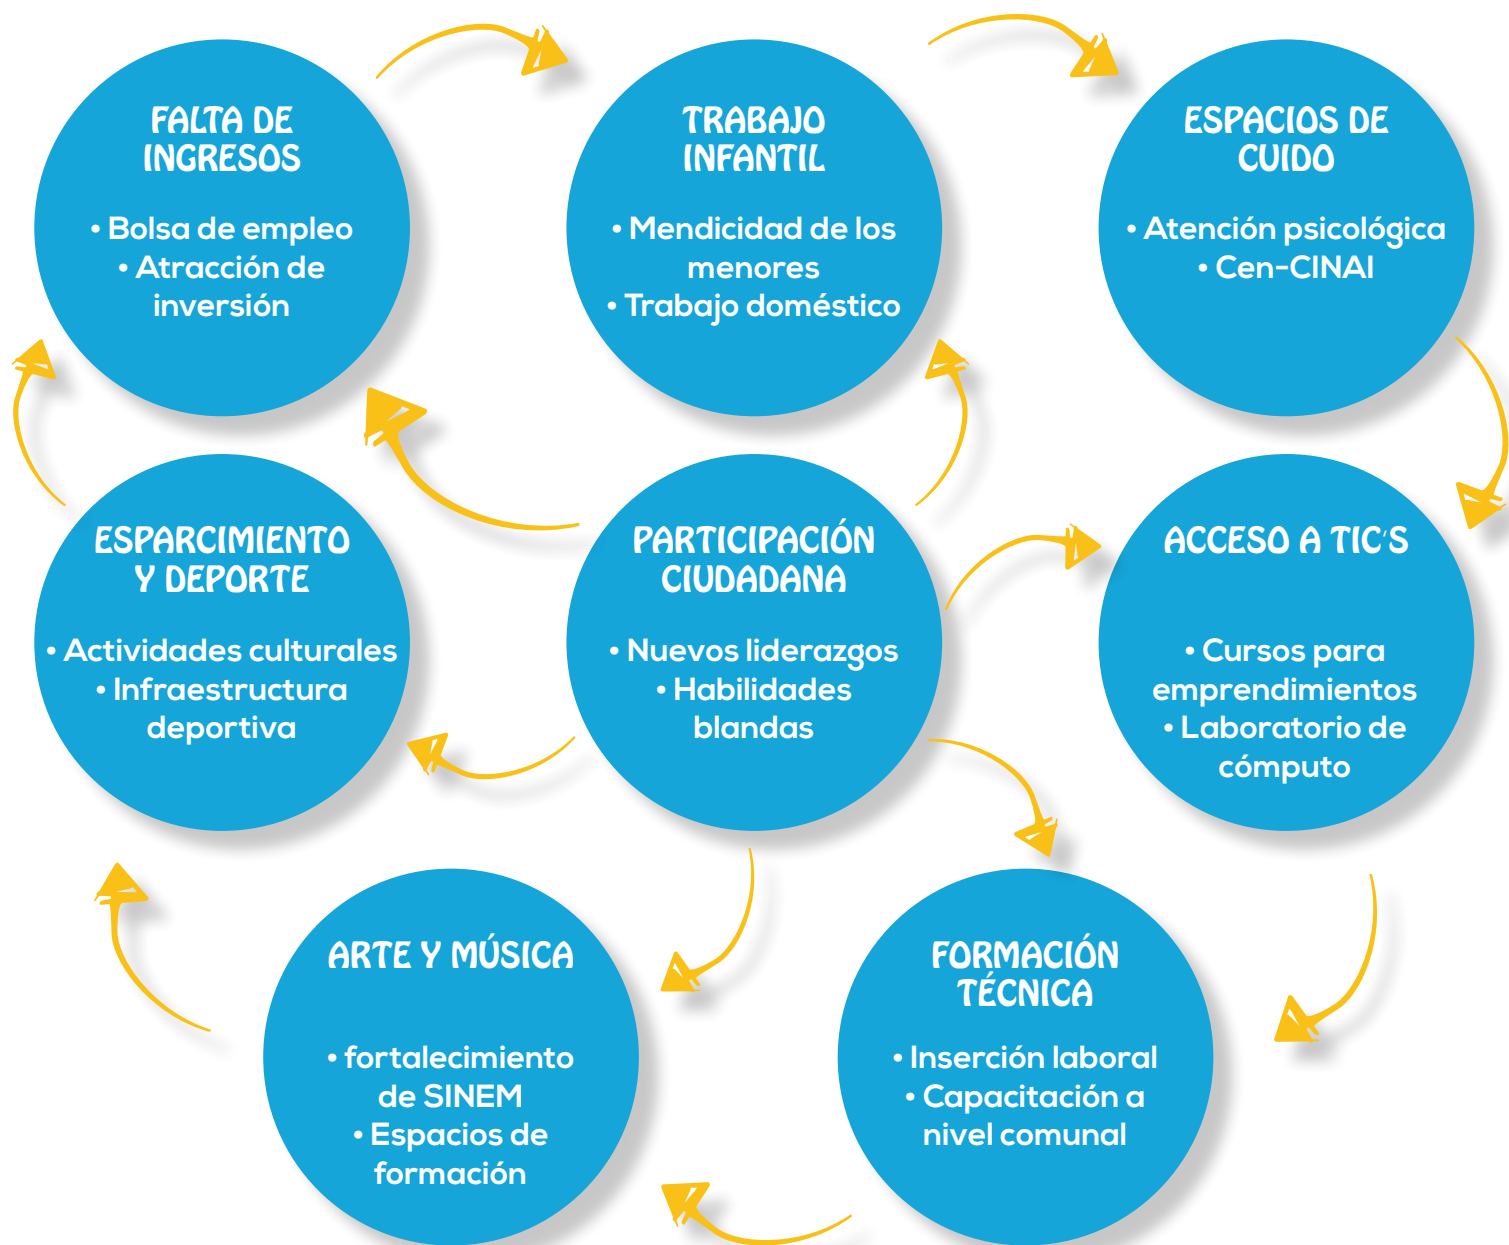 FALTA DE
INGRESOS
• Bolsa de empleo
• Atracción de
inversión
TRABAJO
INFANTIL
• Mendicidad de los
menores
• Trabajo doméstico
ESPACIOS DE
CUIDO
• Atención psicológica
• Cen-CINAI
ESPARCIMIENTO
Y DEPORTE
• Actividades culturales
• Infraestructura
deportiva
PARTICIPACIÓN
CIUDADANA
• Nuevos liderazgos
• Habilidades
blandas
ACCESO A TIC'S
• Cursos para
emprendimientos
• Laboratorio de
cómputo
ARTE Y MÚSICA
• fortalecimiento
de SINEM
• Espacios de
formación
FORMACIÓN
TÉCNICA
• Inserción laboral
• Capacitación a
nivel comunal